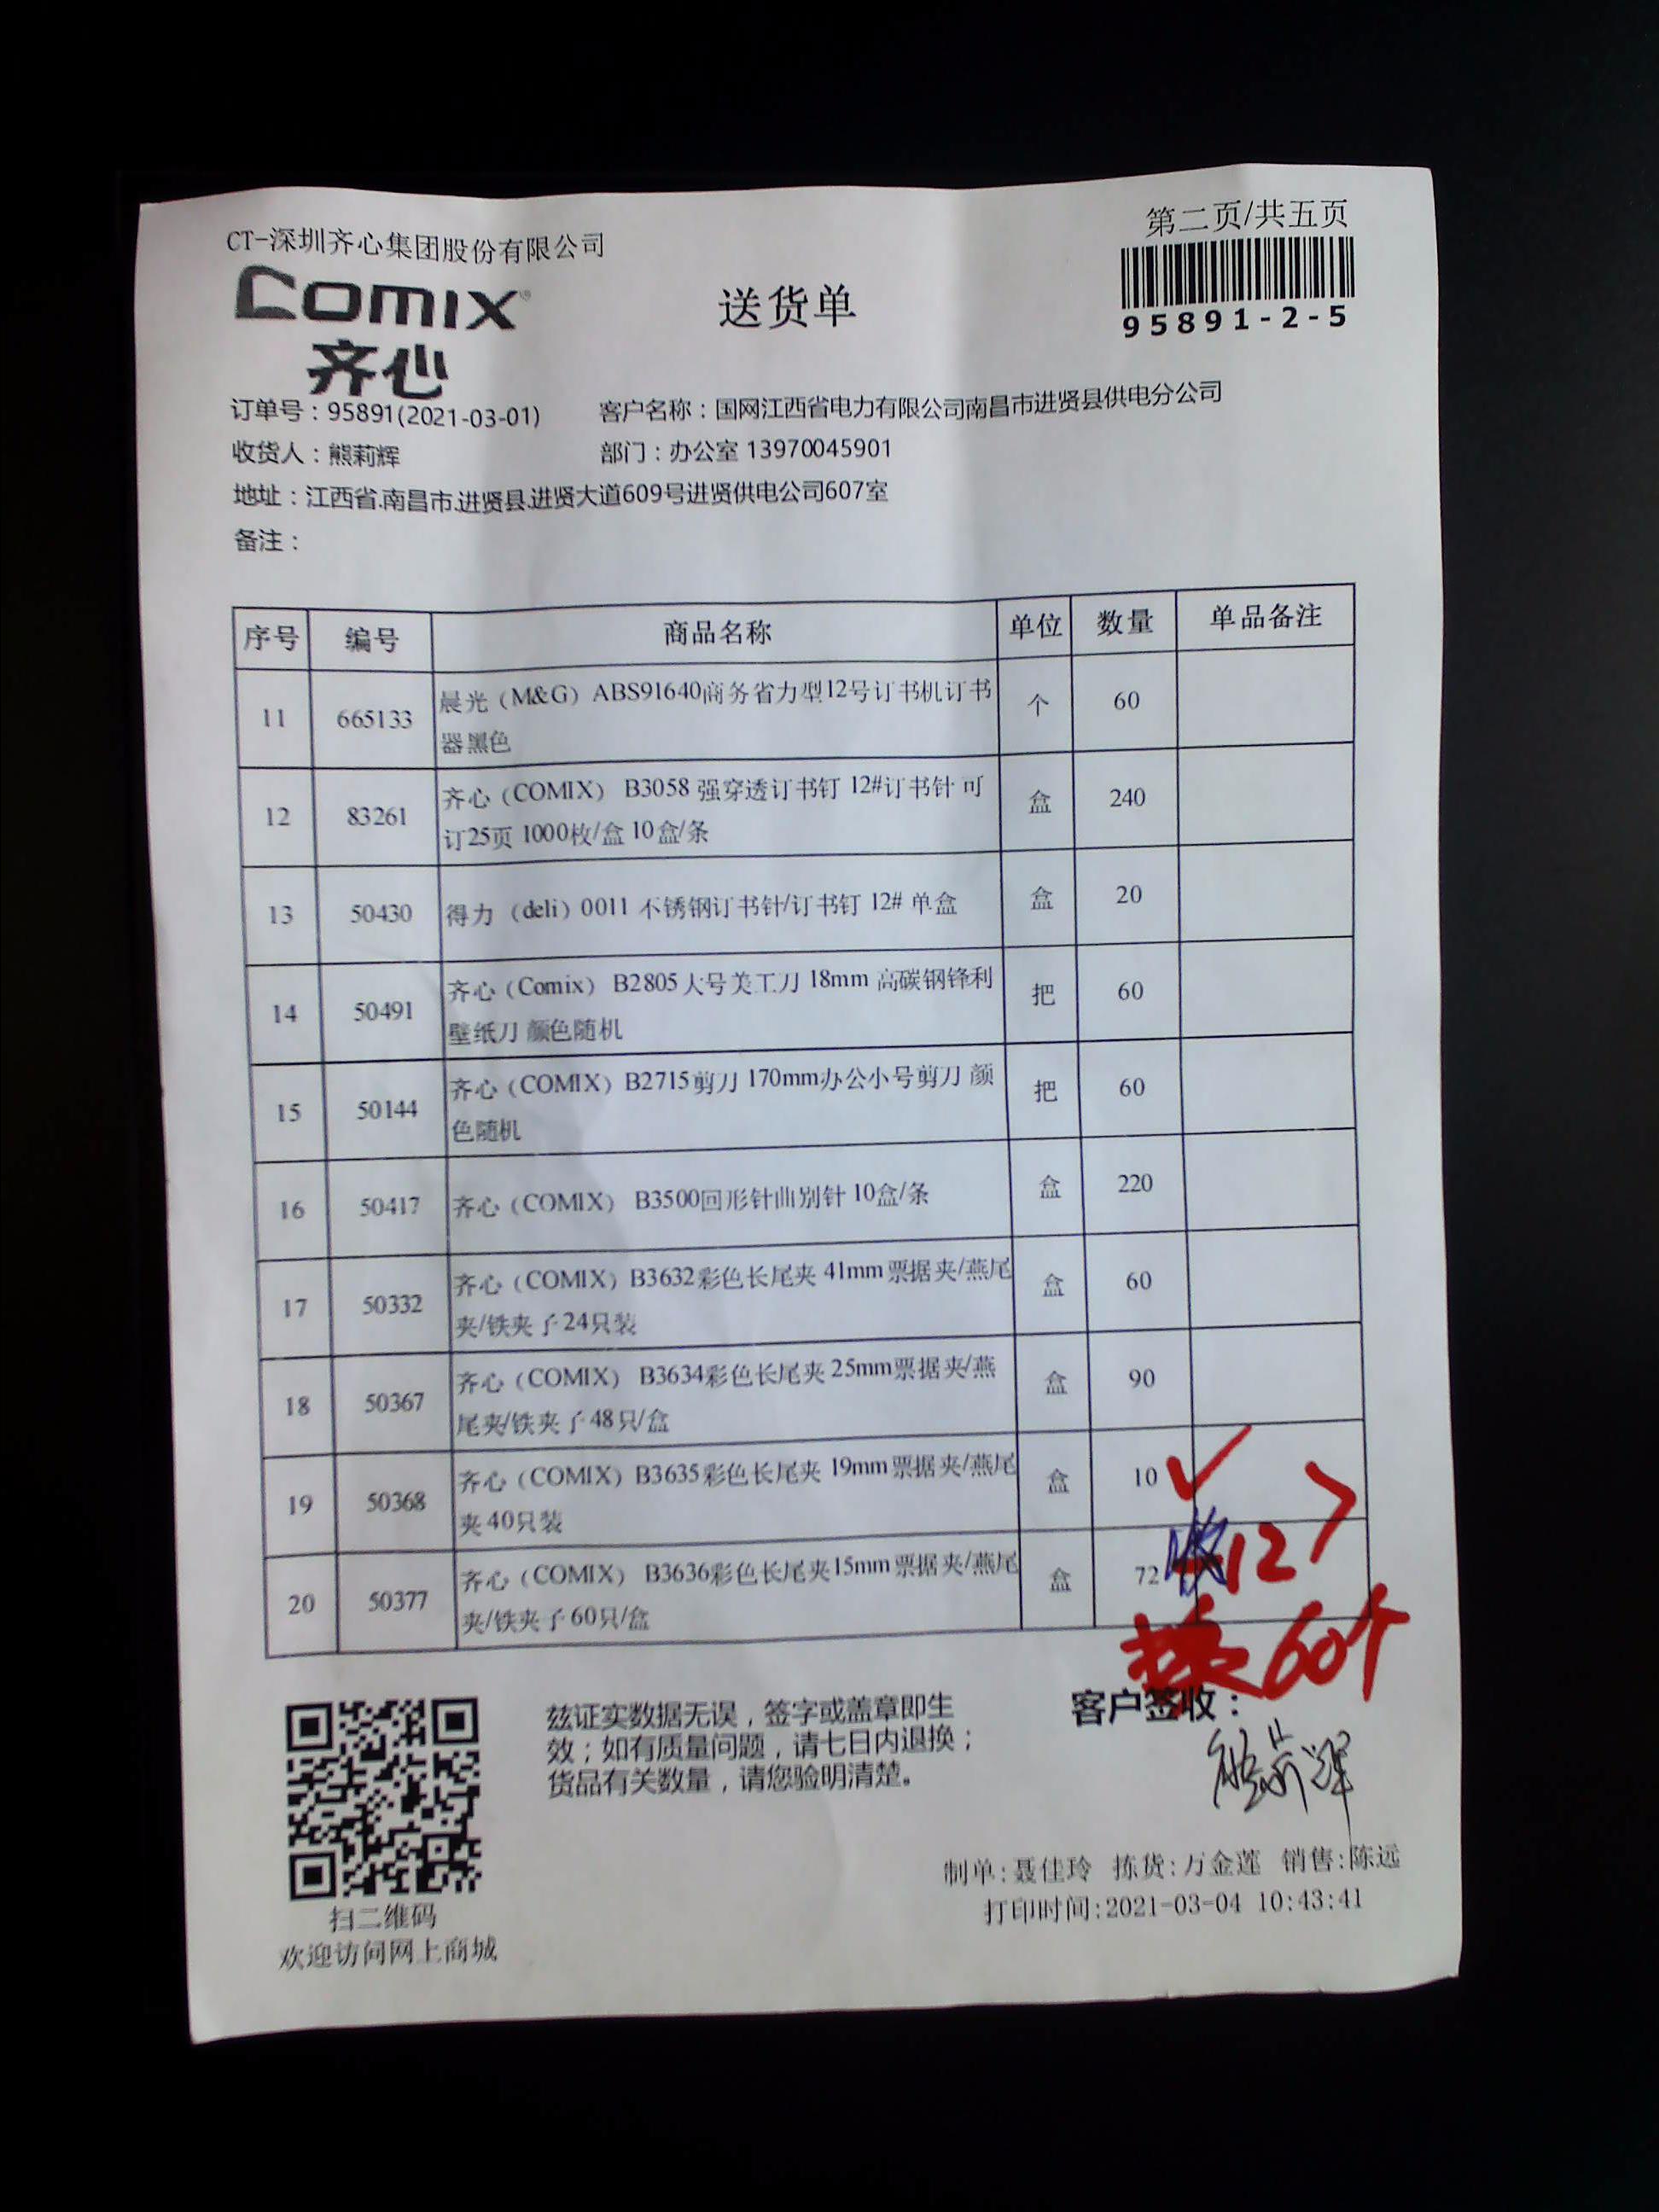 第二页/共五页
CT-深圳齐心集团股份有限公司
COMIX®
齐心
送货单
95891-2-5
订单号：95891(2021-03-01) 客户名称：国网江西省电力有限公司南昌市进贤县供电分公司
收货人：熊莉辉 部门：办公室 13970045901
地址：江西省.南昌市.进贤县.进贤大道609号进贤供电公司607室
备注：
序号 编号 商品名称 单位 数量 单品备注
11 665133 晨光（M&G）ABS91640商务省力型12号订书机订书 个 60
器黑色
12 83261 齐心（COMIX） B3058 强穿透订书钉 12#订书针 可 盒 240
订25页 1000枚/盒 10盒/条
13 50430 得力（deli）0011 不锈钢订书针/订书钉 12# 单盒 盒 20
14 50491 齐心（Comix） B2805大号美工刀 18mm 高碳钢锋利 把 60
壁纸刀 颜色随机
15 50144 齐心（COMIX）B2715剪刀 170mm办公小号剪刀 颜 把 60
色随机
16 50417 齐心（COMIX） B3500回形针曲别针 10盒/条 盒 220
17 50332 齐心（COMIX）B3632彩色长尾夹 41mm票据夹/燕尾 盒 60
夹/铁夹子24只装
18 50367 齐心（COMIX） B3634彩色长尾夹25mm票据夹/燕 盒 90
尾夹/铁夹子48只/盒
19 50368 齐心（COMIX）B3635彩色长尾夹 19mm票据夹/燕尾 盒 10
夹40只装
20 50377 齐心（COMIX） B3636彩色长尾夹15mm票据夹/燕尾 盒 72 收12
夹/铁夹子60只/盒
60个
兹证实数据无误，签字或盖章即生
效；如有质量问题，请七日内退换；
货品有关数量，请您验明清楚。
客户签收：
熊莉辉
制单:聂佳玲 拣货:万金莲 销售:陈远
打印时间:2021-03-04 10:43:41
扫二维码
欢迎访问网上商城